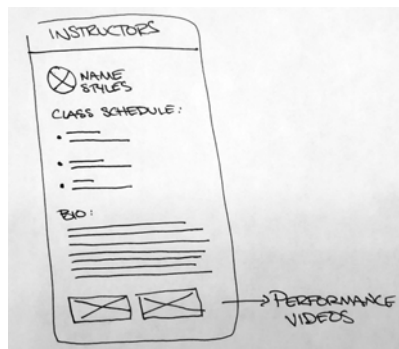 INSTRUCTORS
NAME
STYLES
CLASS SCHEDULE:
BIO:
PERFORMANCE
VIDEOS